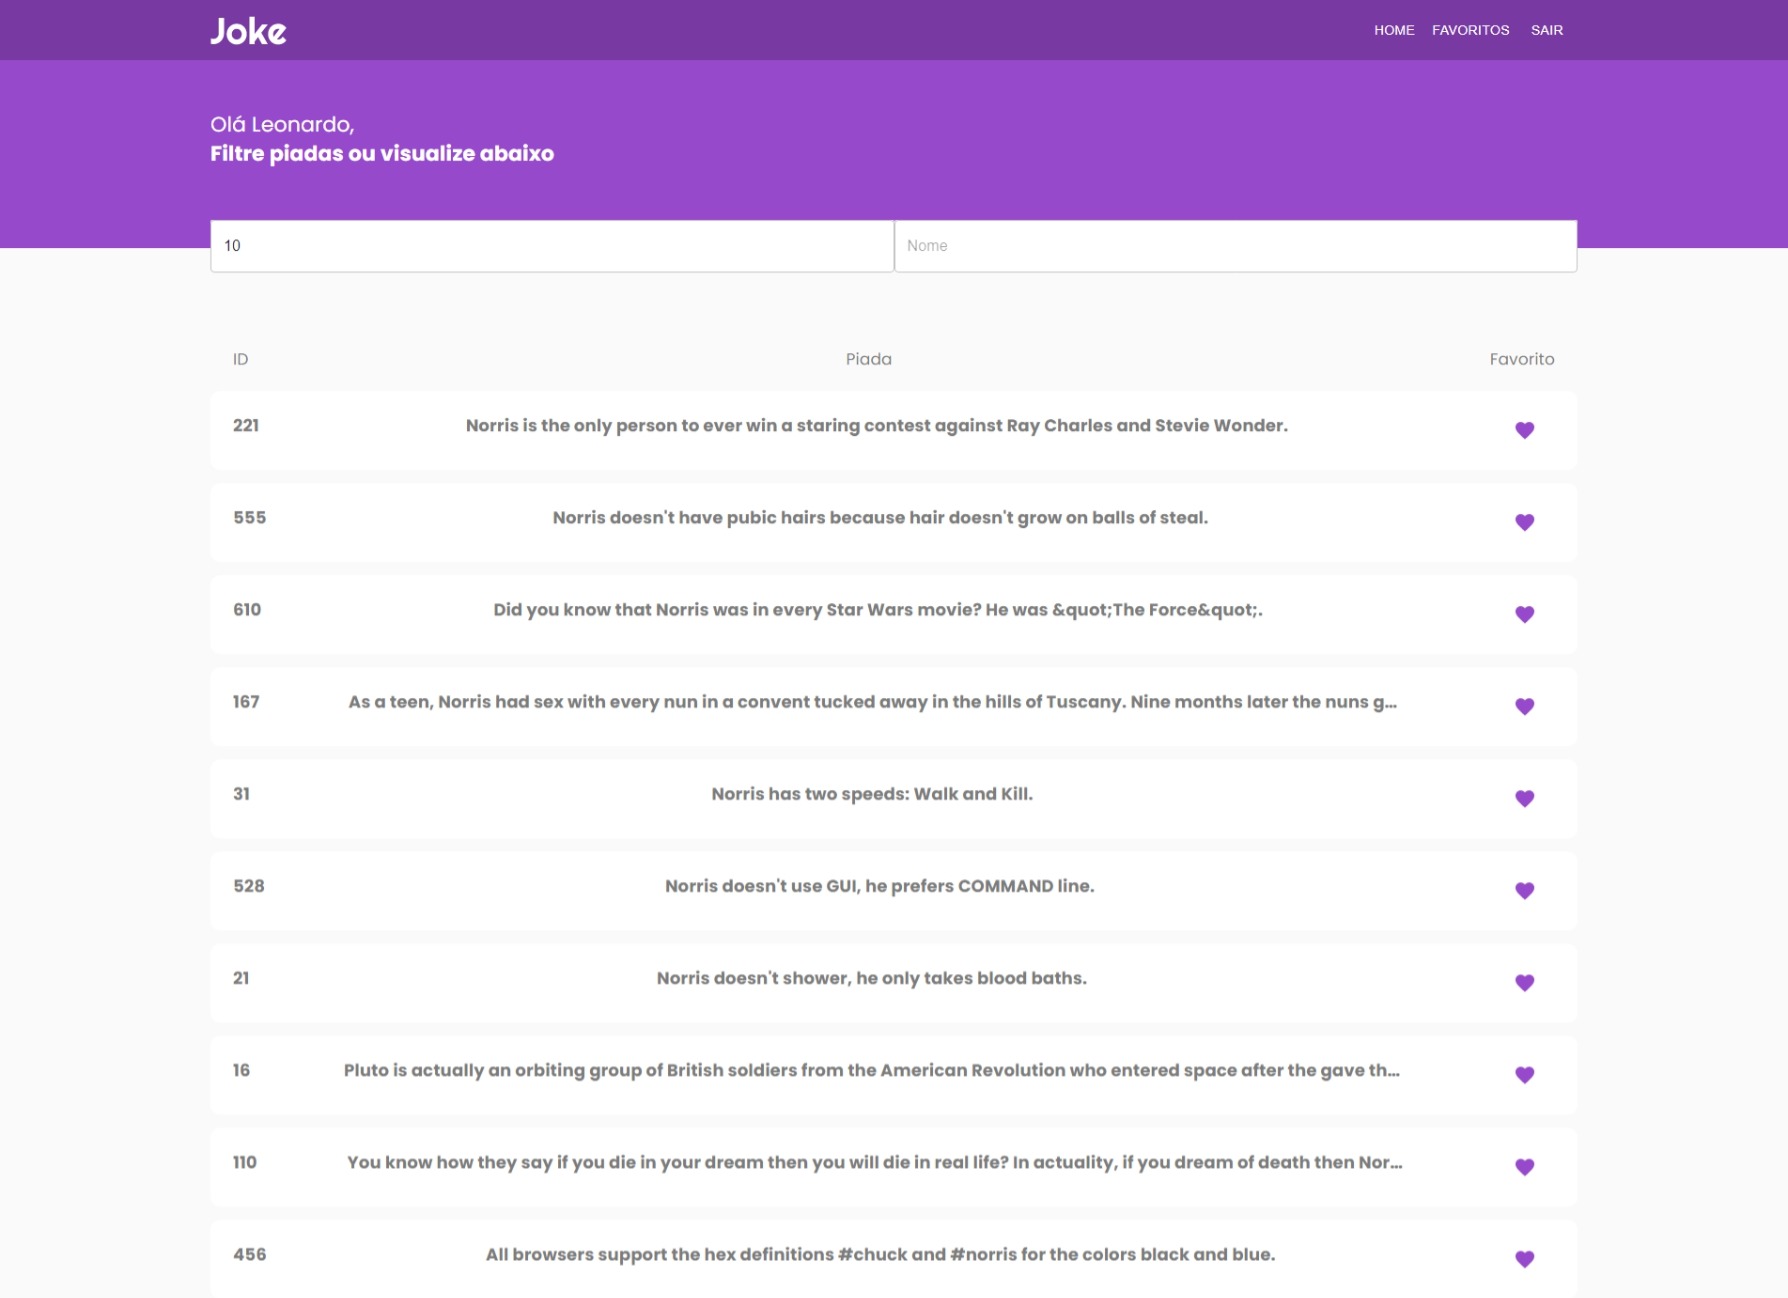 Joke
HOME FAVORITOS SAIR
Olá Leonardo,
Filtre piadas ou visualize abaixo
10 Nome
ID Piada Favorito
221 Norris is the only person to ever win a staring contest against Ray Charles and Stevie Wonder.
555 Norris doesn't have pubic hairs because hair doesn't grow on balls of steal.
610 Did you know that Norris was in every Star Wars movie? He was &quot;The Force&quot;.
167 As a teen, Norris had sex with every nun in a convent tucked away in the hills of Tuscany. Nine months later the nuns g...
31 Norris has two speeds: Walk and Kill.
528 Norris doesn't use GUI, he prefers COMMAND line.
21 Norris doesn't shower, he only takes blood baths.
16 Pluto is actually an orbiting group of British soldiers from the American Revolution who entered space after the gave th...
110 You know how they say if you die in your dream then you will die in real life? In actuality, if you dream of death then Nor...
456 All browsers support the hex definitions #chuck and #norris for the colors black and blue.